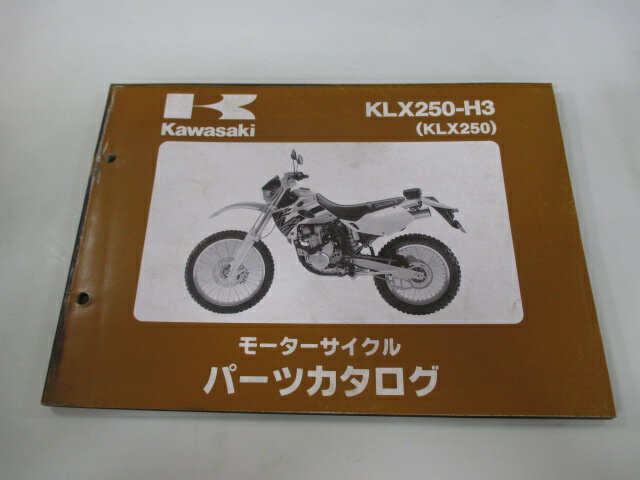 Kawasaki
KLX250-H3
(KLX250)
モーターサイクル
パーツカタログ